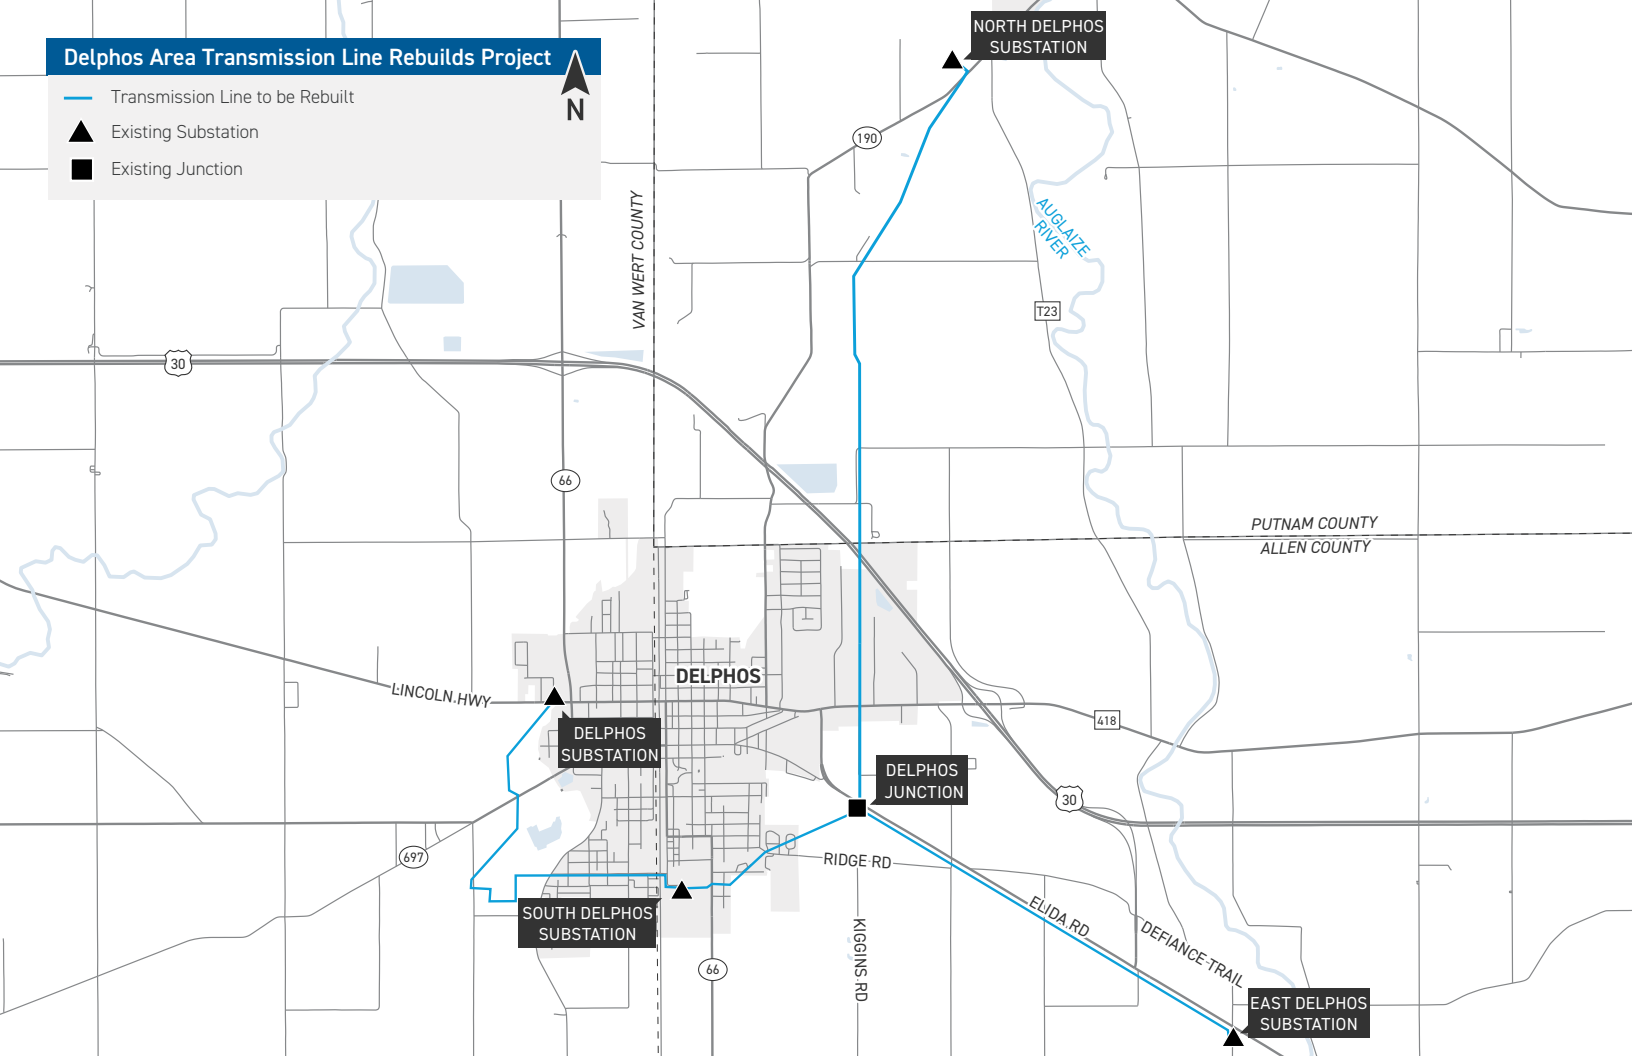 Delphos Area Transmission Line Rebuilds Project
Transmission Line to be Rebuilt
Existing Substation
Existing Junction
N
NORTH DELPHOS
SUBSTATION
190
VAN WERT COUNTY
AUGLAIZE
RIVER
T23
30
66
PUTNAM COUNTY
ALLEN COUNTY
DELPHOS
LINCOLN HWY
418
DELPHOS
SUBSTATION
DELPHOS
JUNCTION
30
697
RIDGE RD
SOUTH DELPHOS
SUBSTATION
ELIDA RD
KIGGINS RD
DEFIANCE TRAIL
66
EAST DELPHOS
SUBSTATION